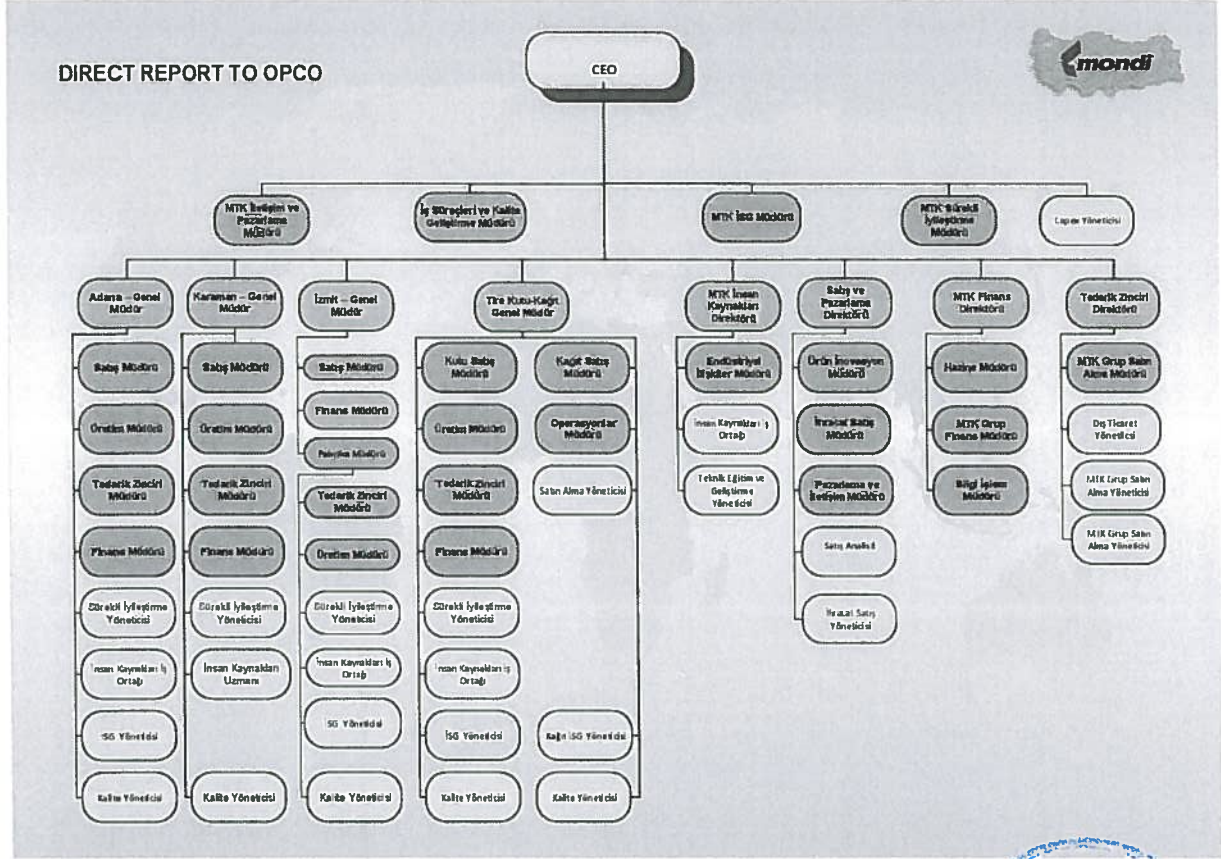 DIRECT REPORT TO OPCO
CEO
mondi
MTK İletişim ve
Pazarlama
Müdürü
İş Süreçleri ve Kalite
Geliştirme Müdürü
MTK İSG Müdürü
MTK Sürekli
İyileştirme
Müdürü
Yöneticisi
Adana – Genel
Müdür
Karaman – Genel
Müdür
İzmit – Genel
Müdür
Tire Kutu-Kağıt
Genel Müdür
MTK İnsan
Kaynakları
Direktörü
Satış ve
Pazarlama
Direktörü
MTK Finans
Direktörü
Tedarik Zinciri
Direktörü
Satış Müdürü
Üretim Müdürü
Tedarik Zinciri
Müdürü
Finans Müdürü
Sürekli İyileştirme
Yöneticisi
İnsan Kaynakları İş
Ortağı
İSG Yöneticisi
Kalite Yöneticisi
Satış Müdürü
Üretim Müdürü
Tedarik Zinciri
Müdürü
Finans Müdürü
Sürekli İyileştirme
Yöneticisi
İnsan Kaynakları
Uzmanı
Kalite Yöneticisi
Satış Müdürü
Finans Müdürü
Fabrika Müdürü
Tedarik Zinciri
Müdürü
Üretim Müdürü
Sürekli İyileştirme
Yöneticisi
İnsan Kaynakları İş
Ortağı
İSG Yöneticisi
Kalite Yöneticisi
Kutu Satış
Müdürü
Üretim Müdürü
Tedarik Zinciri
Müdürü
Finans Müdürü
Sürekli İyileştirme
Yöneticisi
İnsan Kaynakları İş
Ortağı
İSG Yöneticisi
Kalite Yöneticisi
Kağıt Satış
Müdürü
Operasyonlar
Müdürü
Satın Alma Yöneticisi
Kağıt İSG Yöneticisi
Kalite Yöneticisi
Endüstriyel
İlişkiler Müdürü
İnsan Kaynakları İş
Ortağı
Teknik Eğitim ve
Geliştirme
Yöneticisi
Ürün İnovasyon
Müdürü
İhracat Satış
Müdürü
Pazarlama ve
İletişim Müdürü
Satış Analisti
İhracat Satış
Yöneticisi
Hazine Müdürü
MTK Grup
Finans Müdürü
Bilgi İşlem
Müdürü
MTK Grup Satın
Alma Müdürü
Dış Ticaret
Yöneticisi
MTK Grup Satın
Alma Yöneticisi
MTK Grup Satın
Alma Yöneticisi